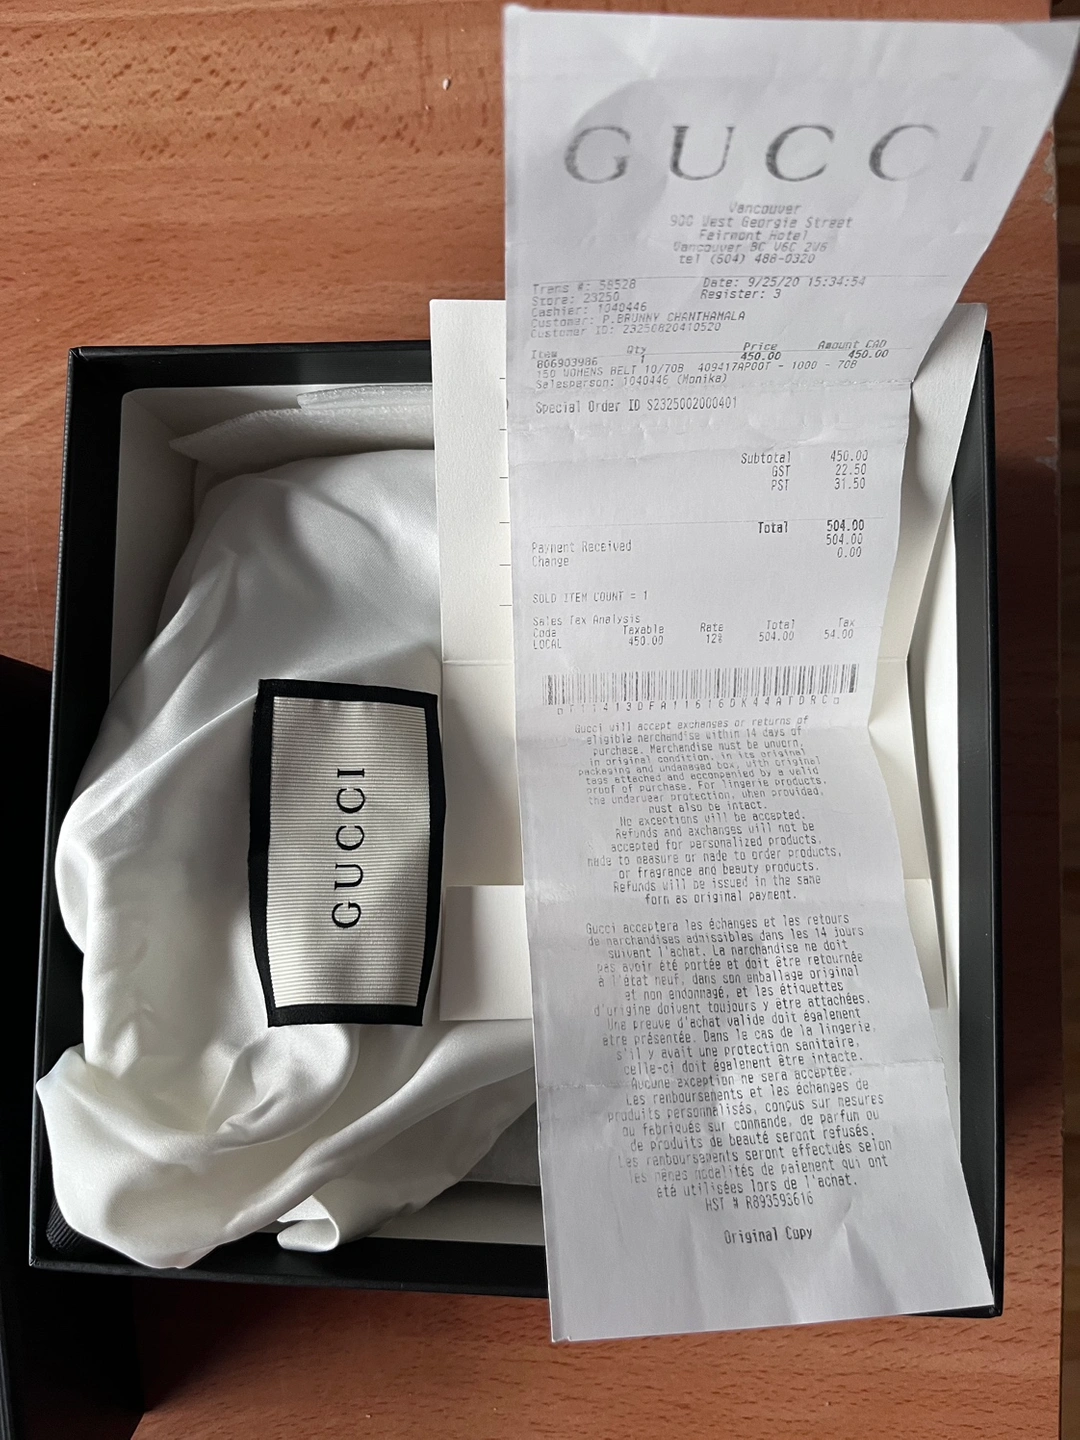 GUCCI
Vancouver
900 West Georgia Street
Fairmont Hotel
Vancouver BC V6C 2W6
tel (604) 488-0320
Trans #: 58528 Date: 9/25/20 15:34:54
Store: 23250 Register: 3
Cashier: 1040446
Customer: P.BRUNNY CHANTHAMALA
Customer ID: 23250820410520
Item Qty Price Amount CAD
806903986 1 450.00 450.00
150 WOMENS BELT 10/70B 409417AP00T - 1000 - 70B
Salesperson: 1040446 (Monika)
Special Order ID S2325002000401
Subtotal 450.00
GST 22.50
PST 31.50
Total 504.00
Payment Received 504.00
Change 0.00
SOLD ITEM COUNT = 1
Sales Tax Analysis
Code Taxable Rate Total Tax
LOCAL 450.00 12% 504.00 54.00
Gucci will accept exchanges or returns of
eligible merchandise within 14 days of
purchase. Merchandise must be unworn,
in original condition, in its original
packaging and undamaged box, with original
tags attached and accompanied by a valid
proof of purchase. For lingerie products,
the underwear protection, when provided,
must also be intact.
No exceptions will be accepted.
Refunds and exchanges will not be
accepted for personalized products,
made to measure or made to order products,
or fragrance and beauty products.
Refunds will be issued in the same
form as original payment.
Gucci acceptera les échanges et les retours
de marchandises admissibles dans les 14 jours
suivant l'achat. La marchandise ne doit
pas avoir été portée et doit être retournée
à l'état neuf, dans son emballage original
et non endommagé, et les étiquettes
d'origine doivent toujours y être attachées.
Une preuve d'achat valide doit également
être présentée. Dans le cas de la lingerie,
s'il y avait une protection sanitaire,
celle-ci doit également être intacte.
Aucune exception ne sera acceptée.
Les remboursements et les échanges de
produits personnalisés, conçus sur mesures
ou fabriqués sur commande, de parfum ou
de produits de beauté seront refusés.
Les remboursements seront effectués selon
les mêmes modalités de paiement qui ont
été utilisées lors de l'achat.
HST # R893593616
Original Copy
GUCCI